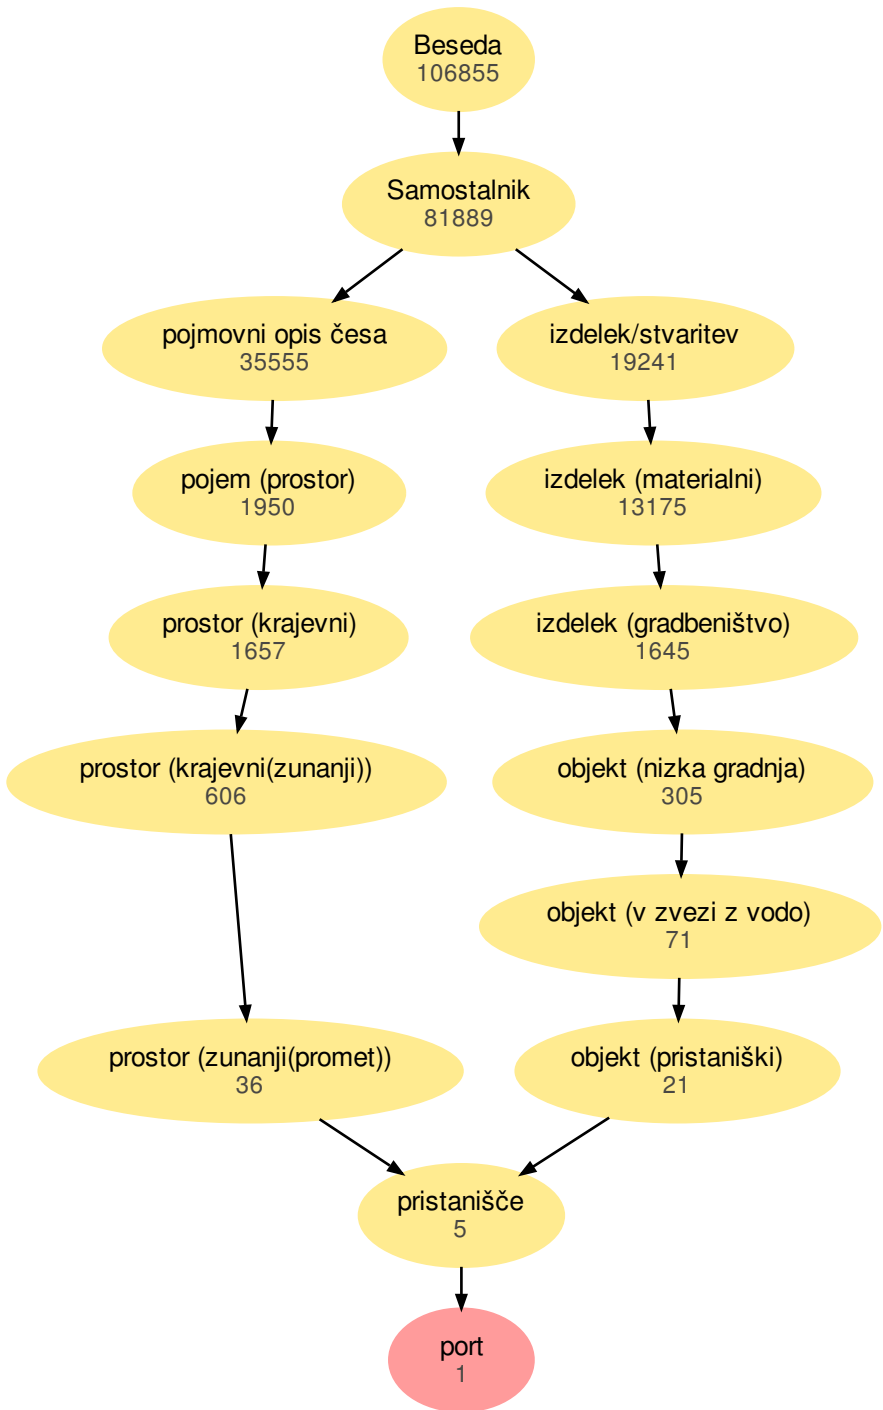 Beseda
106855
Samostalnik
81889
pojmovni opis česa
35555
izdelek/stvaritev
19241
pojem (prostor)
1950
izdelek (materialni)
13175
prostor (krajevni)
1657
izdelek (gradbeništvo)
1645
prostor (krajevni(zunanji))
606
objekt (nizka gradnja)
305
objekt (v zvezi z vodo)
71
prostor (zunanji(promet))
36
objekt (pristaniški)
21
pristanišče
5
port
1